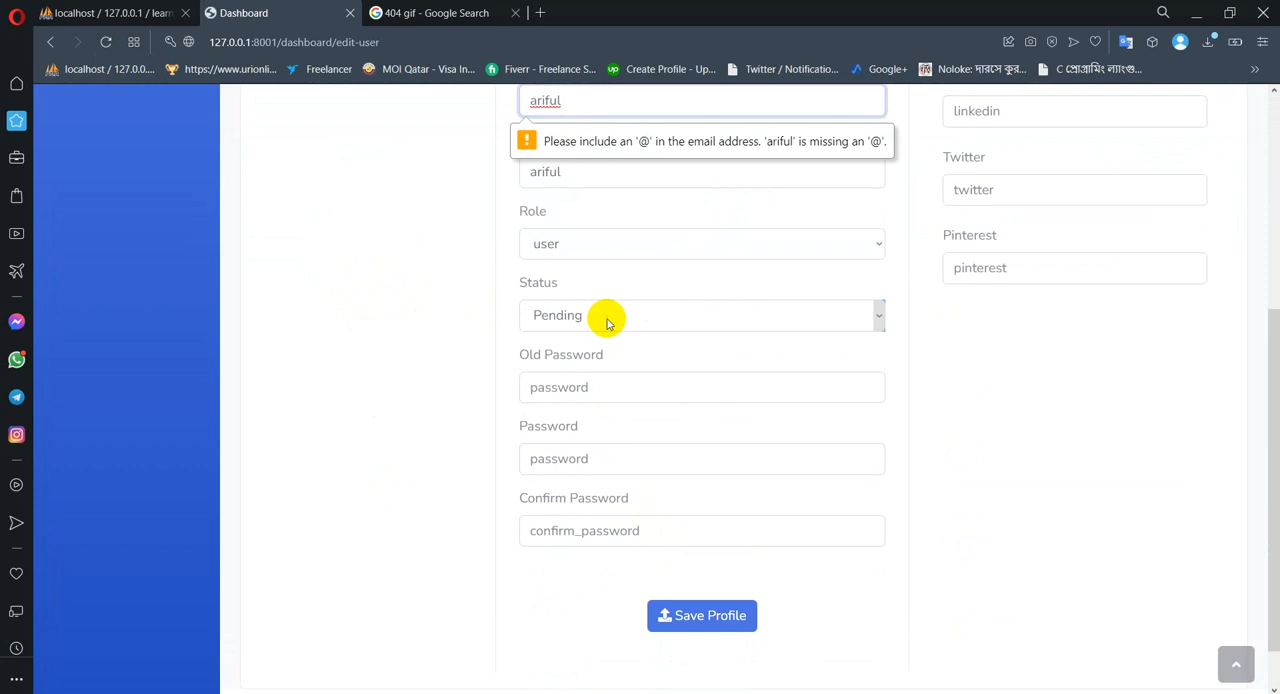 localhost / 127.0.0.1 / learn
Dashboard
404 gif - Google Search
127.0.0.1:8001/dashboard/edit-user
localhost / 127.0.0....
https://www.urionli...
Freelancer
MOI Qatar - Visa In...
Fiverr - Freelance S...
Create Profile - Up...
Twitter / Notificatio...
Google+
Noloke: দারসে কুর...
C প্রোগ্রামিং ল্যাংগু...
ariful
linkedin
Please include an '@' in the email address. 'ariful' is missing an '@'.
Twitter
ariful
twitter
Role
Pinterest
user
pinterest
Status
Pending
Old Password
password
Password
password
Confirm Password
confirm_password
Save Profile